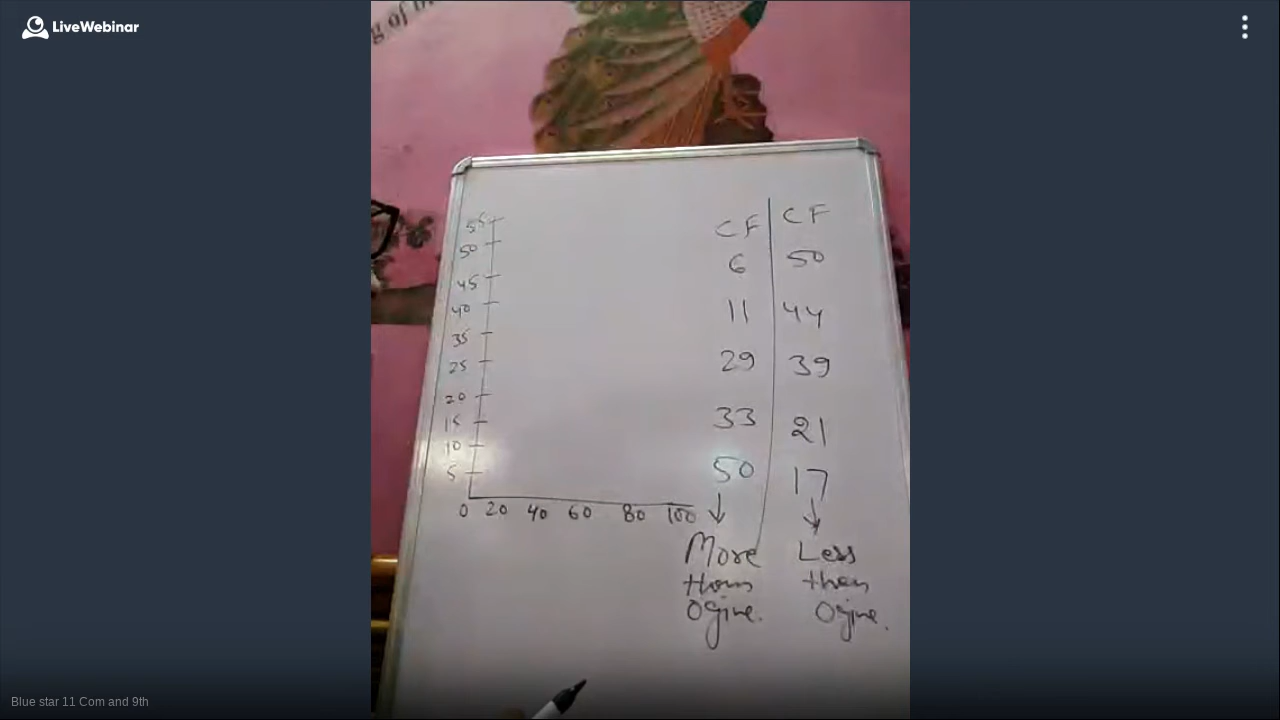 LiveWebinar
g of
CF | CF
55
50
45
40
35
25
20
15
10
5
0 20 40 60 80 100
6 50
11 44
29 39
33 21
50 17
More Less
than then
Ogive. Ogive.
Blue star 11 Com and 9th